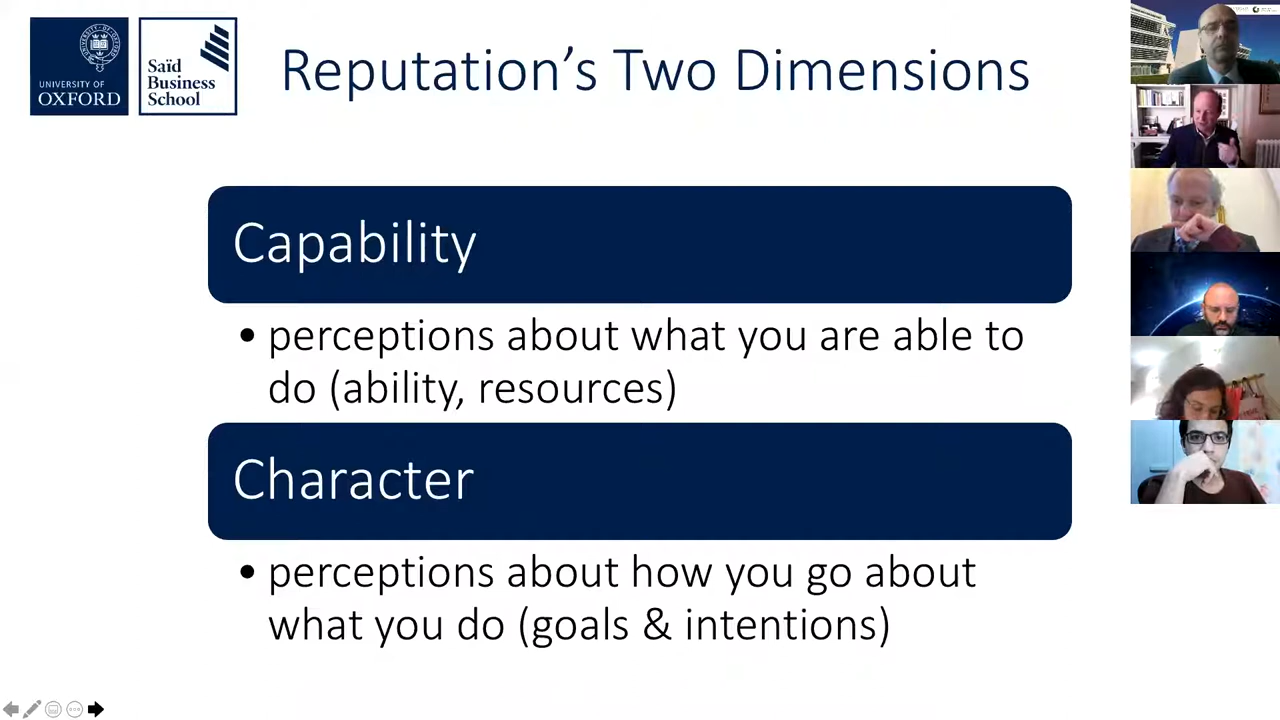 UNIVERSITY OF
OXFORD
Saïd
Business
School
Reputation's Two Dimensions
Capability
• perceptions about what you are able to
do (ability, resources)
Character
• perceptions about how you go about
what you do (goals & intentions)